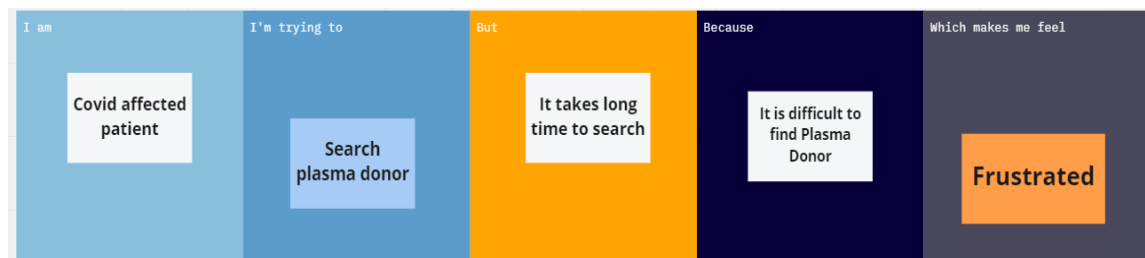 I am
Covid affected
patient
I'm trying to
Search
plasma donor
But
It takes long
time to search
Because
It is difficult to
find Plasma
Donor
Which makes me feel
Frustrated